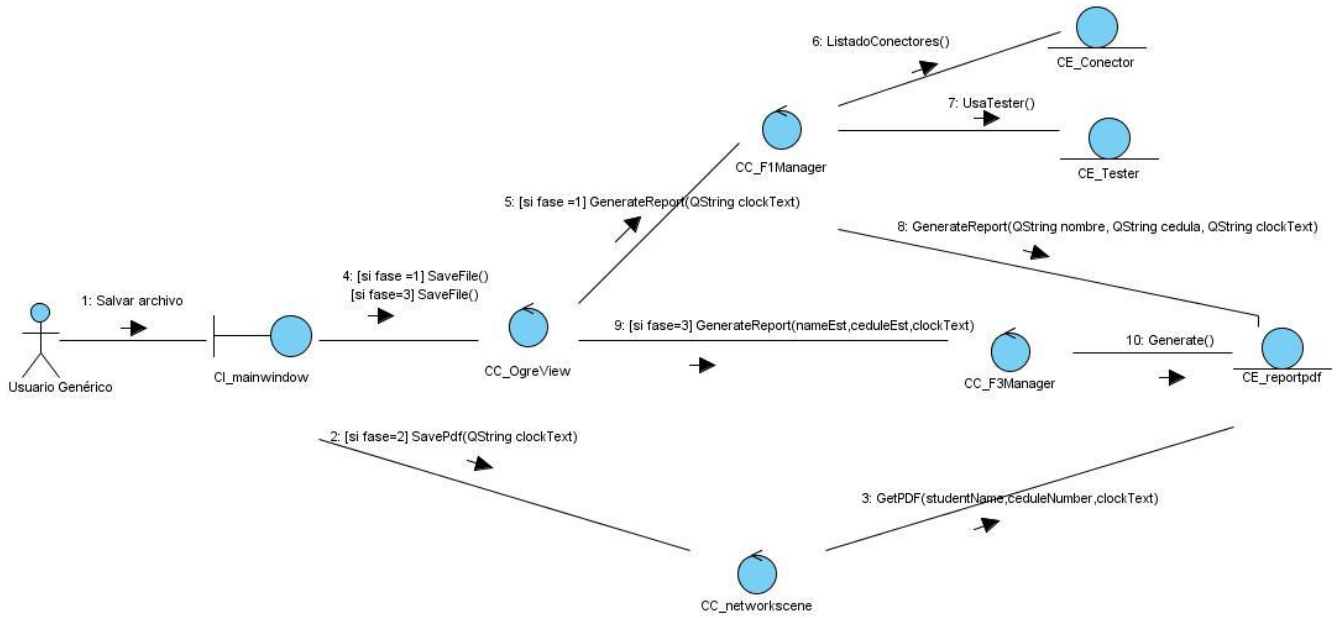 6: ListadoConectores()
CE_Conector
7: UsaTester()
CC_F1Manager
CE_Tester
5: [si fase =1] GenerateReport(QString clockText)
8: GenerateReport(QString nombre, QString cedula, QString clockText)
4: [si fase =1] SaveFile()
[si fase=3] SaveFile()
1: Salvar archivo
9: [si fase=3] GenerateReport(nameEst,ceduleEst,clockText)
10: Generate()
Usuario Genérico
CI_mainwindow
CC_OgreView
CC_F3Manager
CE_reportpdf
2: [si fase=2] SavePdf(QString clockText)
3: GetPDF(studentName,ceduleNumber,clockText)
CC_networkscene